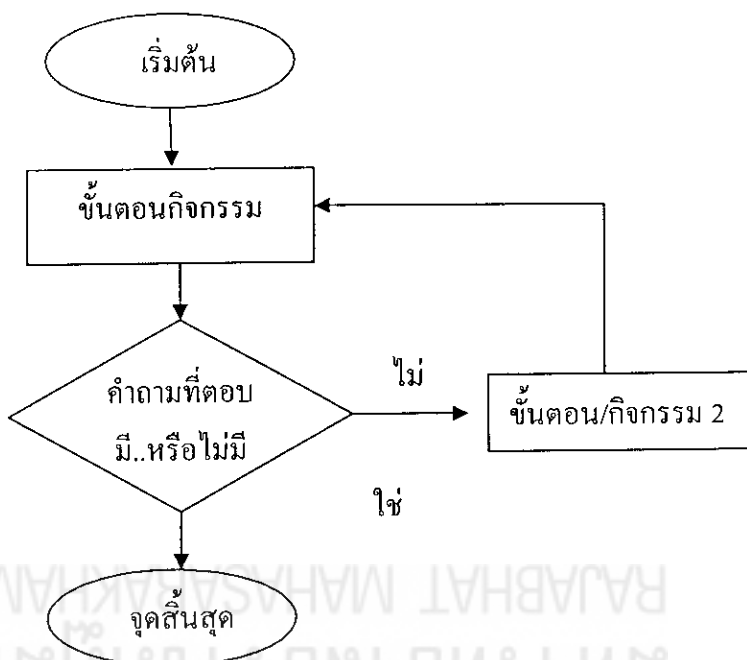 เริ่มต้น
ขั้นตอนกิจกรรม
คำถามที่ตอบ
มี..หรือไม่มี
ไม่
ขั้นตอน/กิจกรรม 2
ใช่
จุดสิ้นสุด
RAJABHAT MAHASARAKHAM